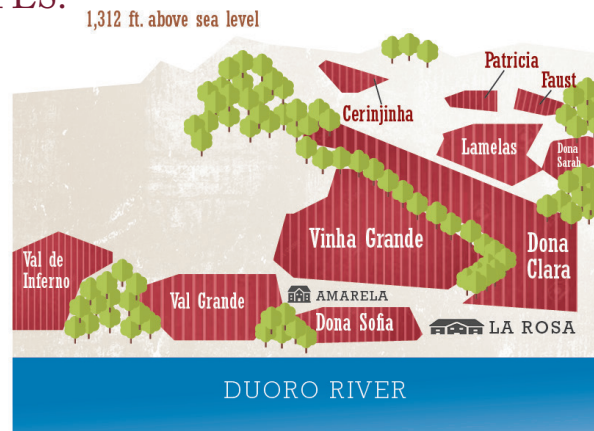 1,312 ft. above sea level
Patricia
Faust
Cerinjinha
Lamelas
Dona
Sarah
Vinha Grande
Dona
Clara
Val de
Inferno
Val Grande
AMARELA
Dona Sofia
LA ROSA
DUORO RIVER